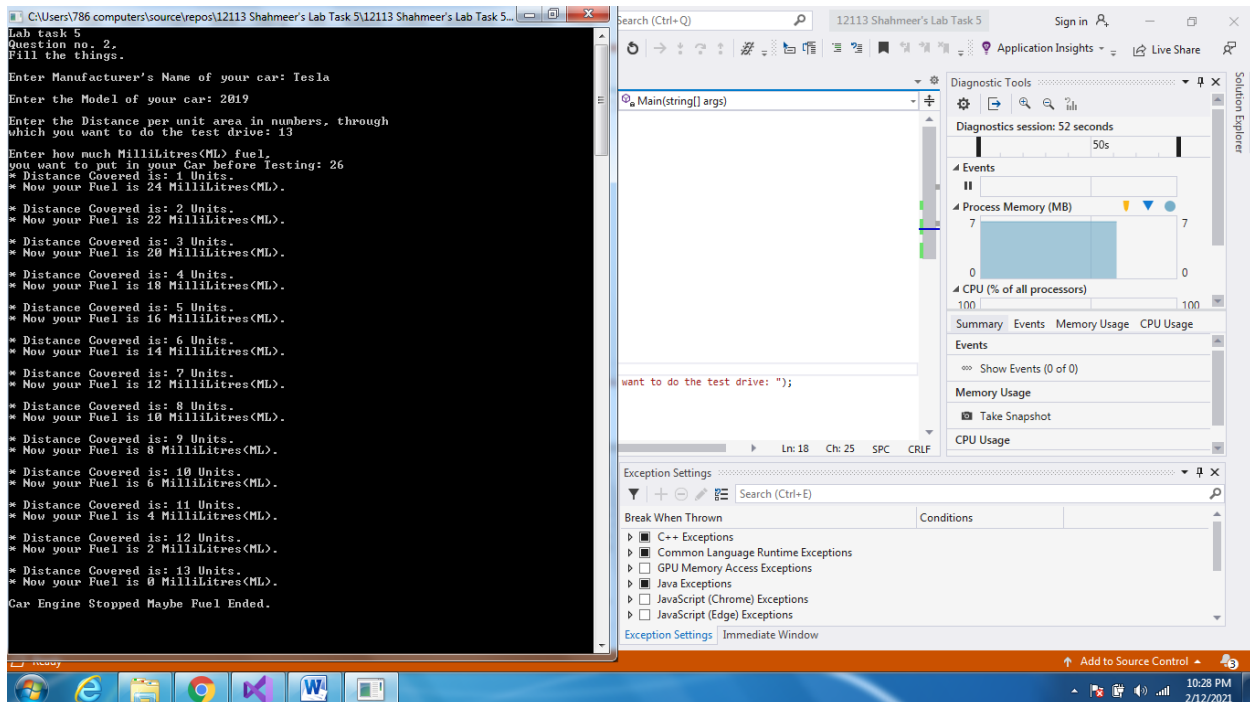 C:\Users\786 computers\source\repos\12113 Shahmeer's Lab Task 5\12113 Shahmeer's Lab Task 5...
Lab task 5
Question no. 2,
Fill the things.
Enter Manufacturer's Name of your car: Tesla
Enter the Model of your car: 2019
Enter the Distance per unit area in numbers, through
which you want to do the test drive: 13
Enter how much MilliLitres(ML) fuel,
you want to put in your Car before Testing: 26
* Distance Covered is: 1 Units.
* Now your Fuel is 24 MilliLitres(ML).
* Distance Covered is: 2 Units.
* Now your Fuel is 22 MilliLitres(ML).
* Distance Covered is: 3 Units.
* Now your Fuel is 20 MilliLitres(ML).
* Distance Covered is: 4 Units.
* Now your Fuel is 18 MilliLitres(ML).
* Distance Covered is: 5 Units.
* Now your Fuel is 16 MilliLitres(ML).
* Distance Covered is: 6 Units.
* Now your Fuel is 14 MilliLitres(ML).
* Distance Covered is: 7 Units.
* Now your Fuel is 12 MilliLitres(ML).
* Distance Covered is: 8 Units.
* Now your Fuel is 10 MilliLitres(ML).
* Distance Covered is: 9 Units.
* Now your Fuel is 8 MilliLitres(ML).
* Distance Covered is: 10 Units.
* Now your Fuel is 6 MilliLitres(ML).
* Distance Covered is: 11 Units.
* Now your Fuel is 4 MilliLitres(ML).
* Distance Covered is: 12 Units.
* Now your Fuel is 2 MilliLitres(ML).
* Distance Covered is: 13 Units.
* Now your Fuel is 0 MilliLitres(ML).
Car Engine Stopped Maybe Fuel Ended.
Search (Ctrl+Q)
12113 Shahmeer's Lab Task 5
Sign in
Application Insights
Live Share
Main(string[] args)
want to do the test drive: ");
Ln: 18 Ch: 25 SPC CRLF
Diagnostic Tools
Diagnostics session: 52 seconds
50s
Events
Process Memory (MB)
7 7
0 0
CPU (% of all processors)
100 100
Summary Events Memory Usage CPU Usage
Events
Show Events (0 of 0)
Memory Usage
Take Snapshot
CPU Usage
Solution Explorer
Exception Settings
Search (Ctrl+E)
Break When Thrown Conditions
C++ Exceptions
Common Language Runtime Exceptions
GPU Memory Access Exceptions
Java Exceptions
JavaScript (Chrome) Exceptions
JavaScript (Edge) Exceptions
Exception Settings Immediate Window
Ready
Add to Source Control
3
10:28 PM
2/12/2021